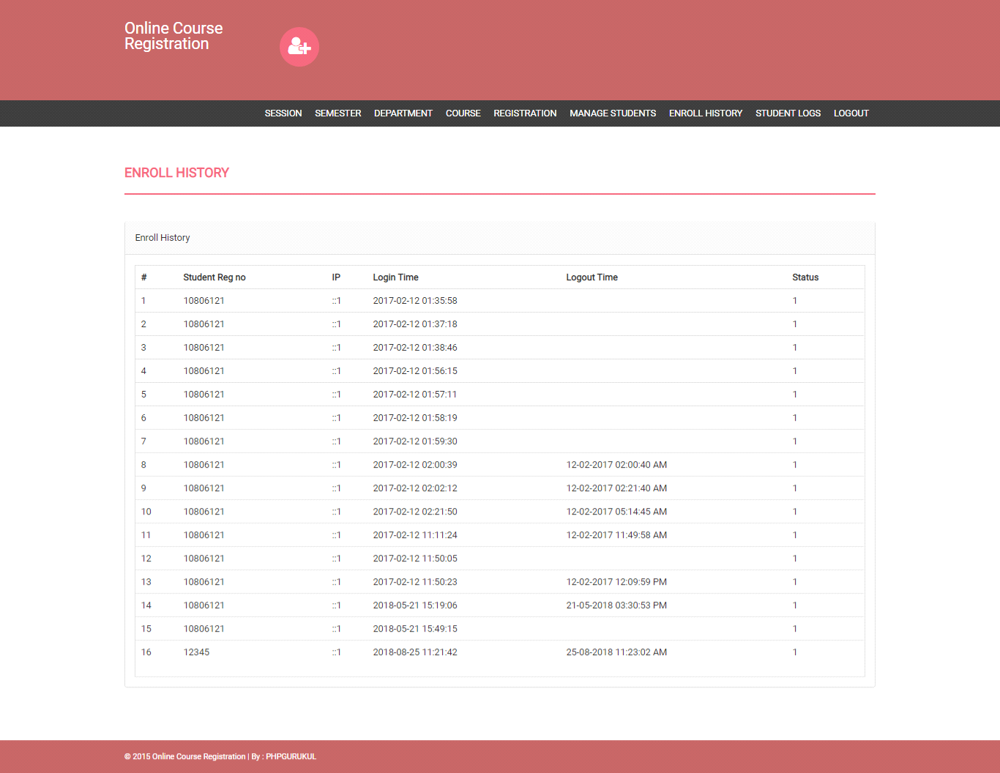 Online Course
Registration
SESSION SEMESTER DEPARTMENT COURSE REGISTRATION MANAGE STUDENTS ENROLL HISTORY STUDENT LOGS LOGOUT
ENROLL HISTORY
Enroll History
# Student Reg no IP Login Time Logout Time Status
1 10806121 ::1 2017-02-12 01:35:58 1
2 10806121 ::1 2017-02-12 01:37:18 1
3 10806121 ::1 2017-02-12 01:38:46 1
4 10806121 ::1 2017-02-12 01:56:15 1
5 10806121 ::1 2017-02-12 01:57:11 1
6 10806121 ::1 2017-02-12 01:58:19 1
7 10806121 ::1 2017-02-12 01:59:30 1
8 10806121 ::1 2017-02-12 02:00:39 12-02-2017 02:00:40 AM 1
9 10806121 ::1 2017-02-12 02:02:12 12-02-2017 02:21:40 AM 1
10 10806121 ::1 2017-02-12 02:21:50 12-02-2017 05:14:45 AM 1
11 10806121 ::1 2017-02-12 11:11:24 12-02-2017 11:49:58 AM 1
12 10806121 ::1 2017-02-12 11:50:05 1
13 10806121 ::1 2017-02-12 11:50:23 12-02-2017 12:09:59 PM 1
14 10806121 ::1 2018-05-21 15:19:06 21-05-2018 03:30:53 PM 1
15 10806121 ::1 2018-05-21 15:49:15 1
16 12345 ::1 2018-08-25 11:21:42 25-08-2018 11:23:02 AM 1
© 2015 Online Course Registration | By : PHPGURUKUL